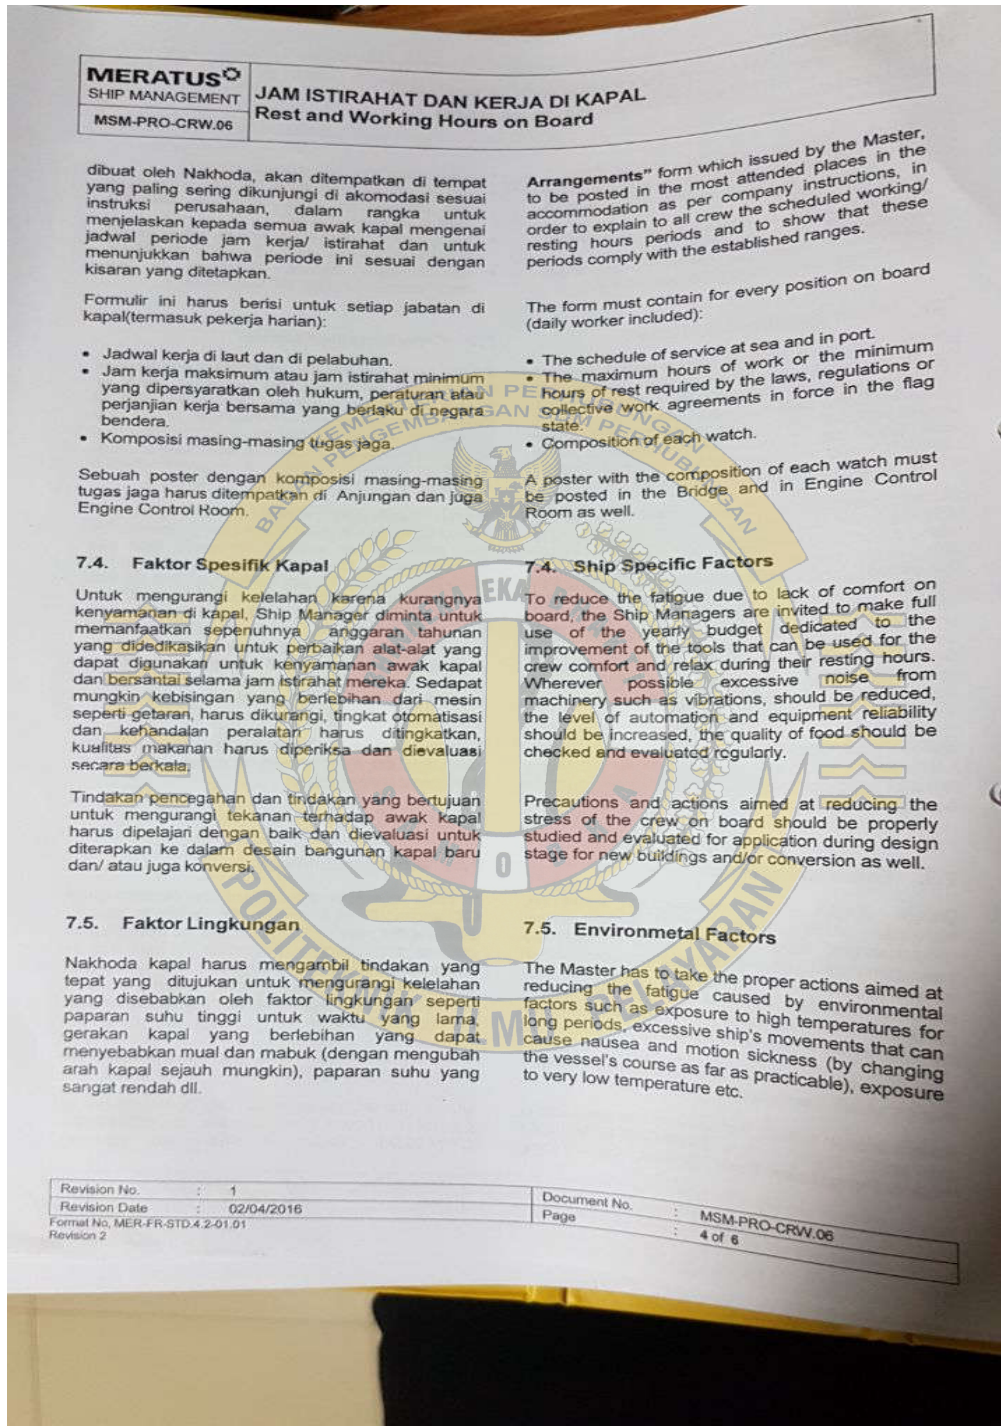 MERATUS
SHIP MANAGEMENT
MSM-PRO-CRW.06
JAM ISTIRAHAT DAN KERJA DI KAPAL
Rest and Working Hours on Board
dibuat oleh Nakhoda, akan ditempatkan di tempat
yang paling sering dikunjungi di akomodasi sesuai
instruksi perusahaan, dalam rangka untuk
menjelaskan kepada semua awak kapal mengenai
jadwal periode jam kerja/ istirahat dan untuk
menunjukkan bahwa periode ini sesuai dengan
kisaran yang ditetapkan.
Formulir ini harus berisi untuk setiap jabatan di
kapal(termasuk pekerja harian):
• Jadwal kerja di laut dan di pelabuhan.
• Jam kerja maksimum atau jam istirahat minimum
yang dipersyaratkan oleh hukum, peraturan atau
perjanjian kerja bersama yang berlaku di negara
bendera.
• Komposisi masing-masing tugas jaga.
Sebuah poster dengan komposisi masing-masing
tugas jaga harus ditempatkan di Anjungan dan juga
Engine Control Room.
7.4. Faktor Spesifik Kapal
Untuk mengurangi kelelahan karena kurangnya
kenyamanan di kapal, Ship Manager diminta untuk
memanfaatkan sepenuhnya anggaran tahunan
yang didedikasikan untuk perbaikan alat-alat yang
dapat digunakan untuk kenyamanan awak kapal
dan bersantai selama jam istirahat mereka. Sedapat
mungkin kebisingan yang berlebihan dari mesin
seperti getaran, harus dikurangi, tingkat otomatisasi
dan kehandalan peralatan harus ditingkatkan,
kualitas makanan harus diperiksa dan dievaluasi
secara berkala.
Tindakan pencegahan dan tindakan yang bertujuan
untuk mengurangi tekanan terhadap awak kapal
harus dipelajari dengan baik dan dievaluasi untuk
diterapkan ke dalam desain bangunan kapal baru
dan/ atau juga konversi.
7.5. Faktor Lingkungan
Nakhoda kapal harus mengambil tindakan yang
tepat yang ditujukan untuk mengurangi kelelahan
yang disebabkan oleh faktor lingkungan seperti
paparan suhu tinggi untuk waktu yang lama,
gerakan kapal yang berlebihan yang dapat
menyebabkan mual dan mabuk (dengan mengubah
arah kapal sejauh mungkin), paparan suhu yang
sangat rendah dll.
Arrangements" form which issued by the Master,
to be posted in the most attended places in the
accommodation as per company instructions, in
order to explain to all crew the scheduled working/
resting hours periods and to show that these
periods comply with the established ranges.
The form must contain for every position on board
(daily worker included):
• The schedule of service at sea and in port.
• The maximum hours of work or the minimum
hours of rest required by the laws, regulations or
collective work agreements in force in the flag
state.
• Composition of each watch.
A poster with the composition of each watch must
be posted in the Bridge and in Engine Control
Room as well.
7.4. Ship Specific Factors
To reduce the fatigue due to lack of comfort on
board, the Ship Managers are invited to make full
use of the yearly budget dedicated to the
improvement of the tools that can be used for the
crew comfort and relax during their resting hours.
Wherever possible excessive noise from
machinery such as vibrations, should be reduced,
the level of automation and equipment reliability
should be increased, the quality of food should be
checked and evaluated regularly.
Precautions and actions aimed at reducing the
stress of the crew on board should be properly
studied and evaluated for application during design
stage for new buildings and/or conversion as well.
7.5. Environmetal Factors
The Master has to take the proper actions aimed at
reducing the fatigue caused by environmental
factors such as exposure to high temperatures for
long periods, excessive ship's movements that can
cause nausea and motion sickness (by changing
the vessel's course as far as practicable), exposure
to very low temperature etc.
Revision No. : 1
Revision Date : 02/04/2016
Format No, MER-FR-STD.4.2-01.01
Revision 2
Document No. : MSM-PRO-CRW.06
Page : 4 of 6
KEMENTERIAN PERHUBUNGAN
BADAN PENGEMBANGAN SDM PERHUBUNGAN
POLITEKNIK ILMU PELAYARAN